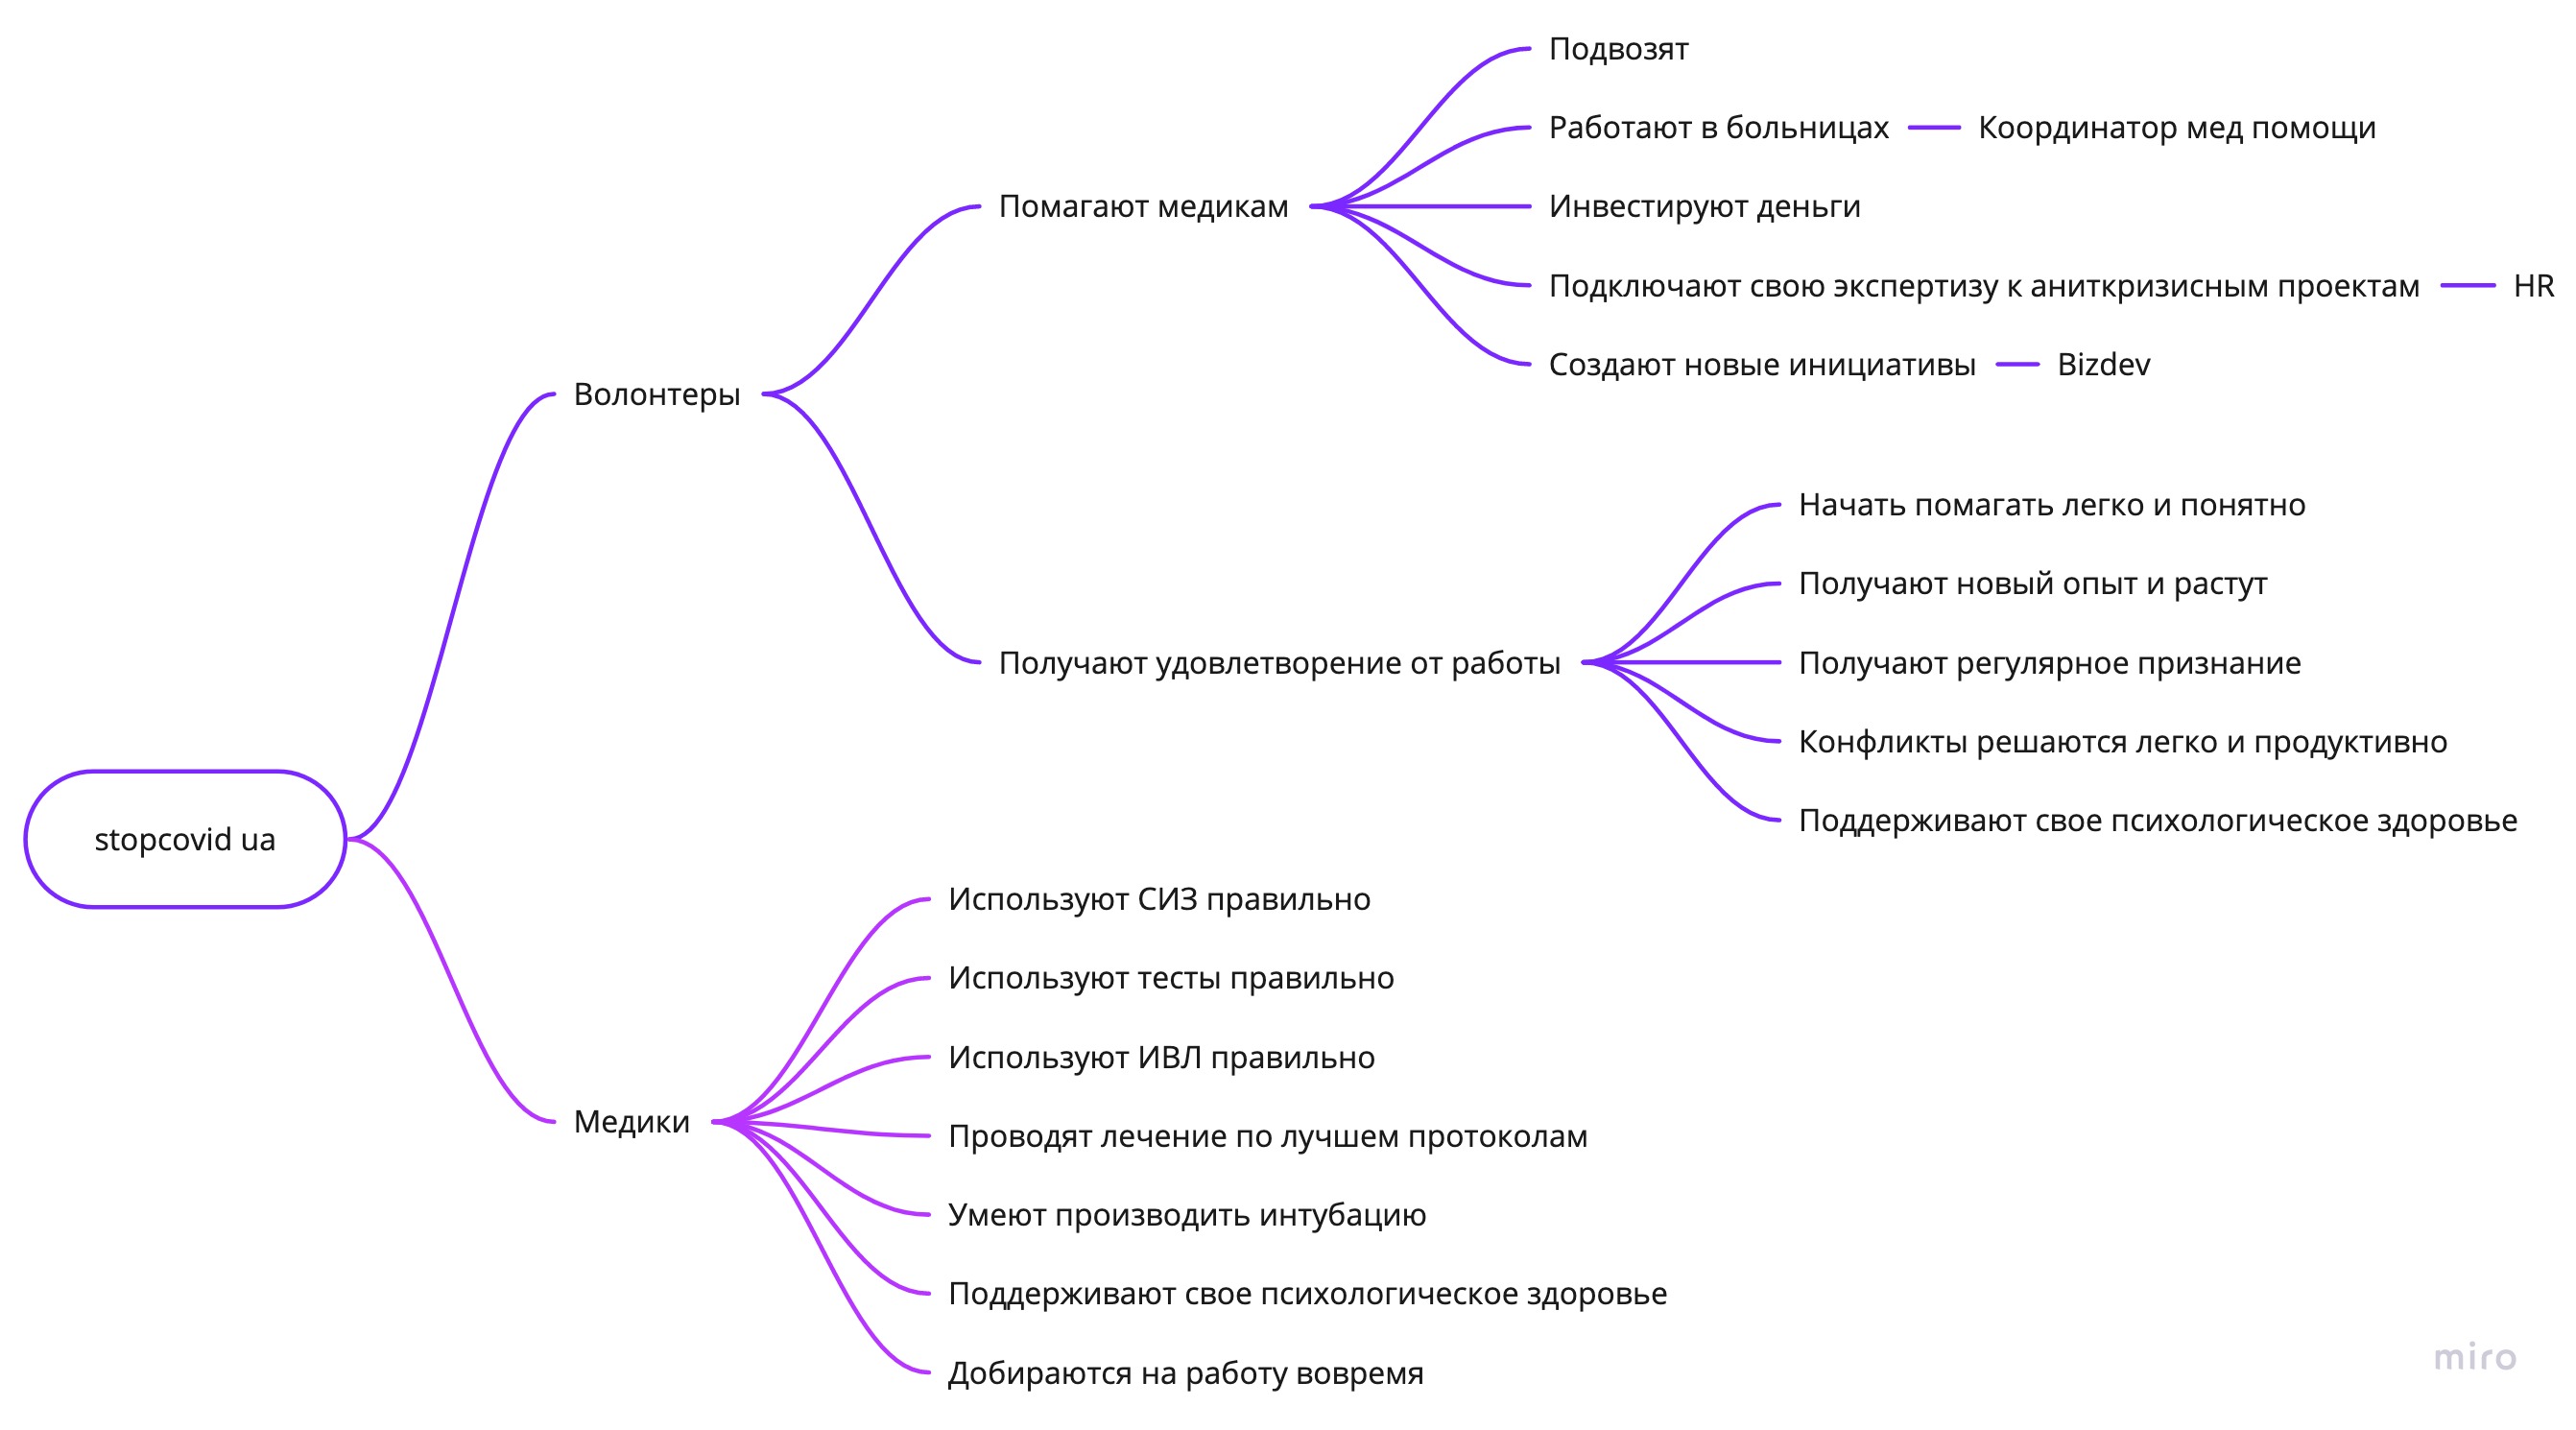 stopcovid ua
Волонтеры
Помагают медикам
Подвозят
Работают в больницах
Координатор мед помощи
Инвестируют деньги
Подключают свою экспертизу к аниткризисным проектам
HR
Создают новые инициативы
Bizdev
Получают удовлетворение от работы
Начать помагать легко и понятно
Получают новый опыт и растут
Получают регулярное признание
Конфликты решаются легко и продуктивно
Поддерживают свое психологическое здоровье
Медики
Используют СИЗ правильно
Используют тесты правильно
Используют ИВЛ правильно
Проводят лечение по лучшем протоколам
Умеют производить интубацию
Поддерживают свое психологическое здоровье
Добираются на работу вовремя
miro